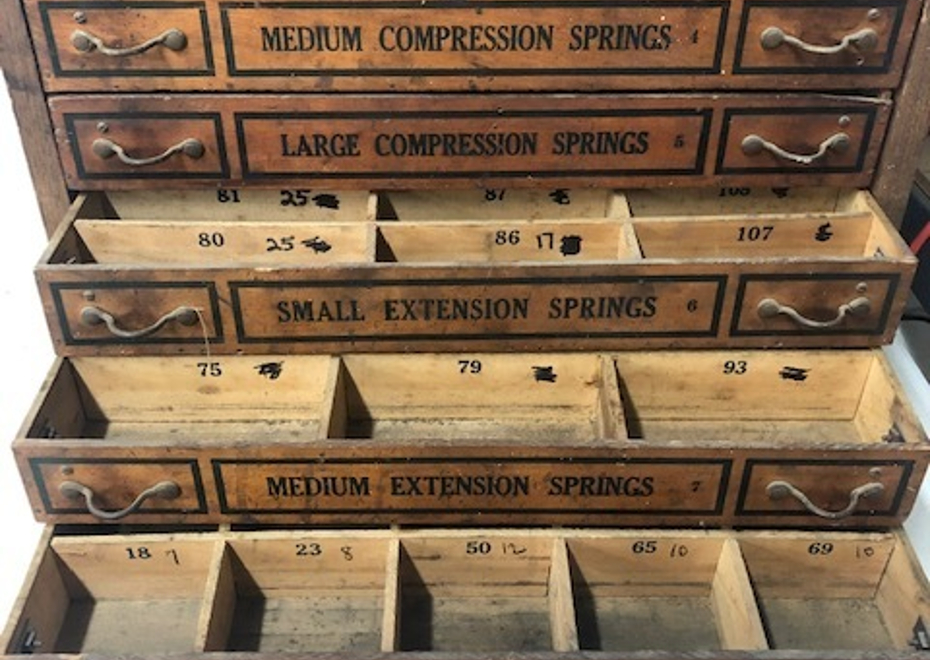 MEDIUM COMPRESSION SPRINGS 4
LARGE COMPRESSION SPRINGS 5
81 25 87 108
80 25 86 17 107
SMALL EXTENSION SPRINGS 6
75 79 93
MEDIUM EXTENSION SPRINGS 7
18 7 23 8 50 12 65 10 69 10